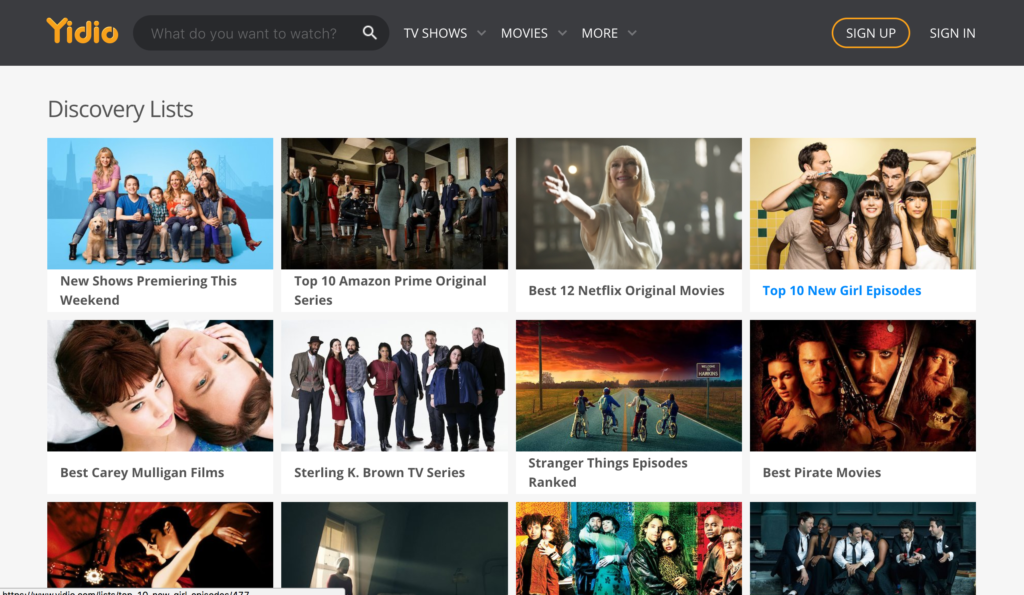 Yidio
What do you want to watch?
TV SHOWS
MOVIES
MORE
SIGN UP
SIGN IN
Discovery Lists
New Shows Premiering This
Weekend
Top 10 Amazon Prime Original
Series
Best 12 Netflix Original Movies
Top 10 New Girl Episodes
WELCOME TO
HAWKINS
Best Carey Mulligan Films
Sterling K. Brown TV Series
Stranger Things Episodes
Ranked
Best Pirate Movies
https://www.yidio.com/lists/top-10-new-girl-episodes/477